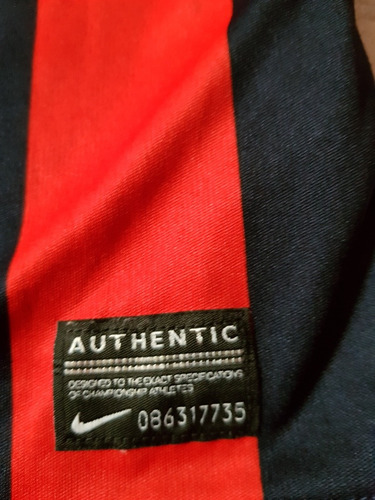 AUTHENTIC
DESIGNED TO THE EXACT SPECIFICATIONS
OF CHAMPIONSHIP ATHLETES
086317735